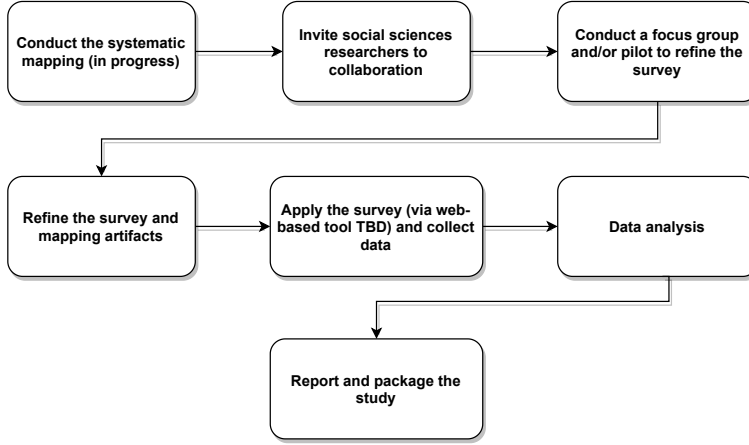 Conduct the systematic
mapping (in progress)
Invite social sciences
researchers to
collaboration
Conduct a focus group
and/or pilot to refine the
survey
Refine the survey and
mapping artifacts
Apply the survey (via web-
based tool TBD) and collect
data
Data analysis
Report and package the
study